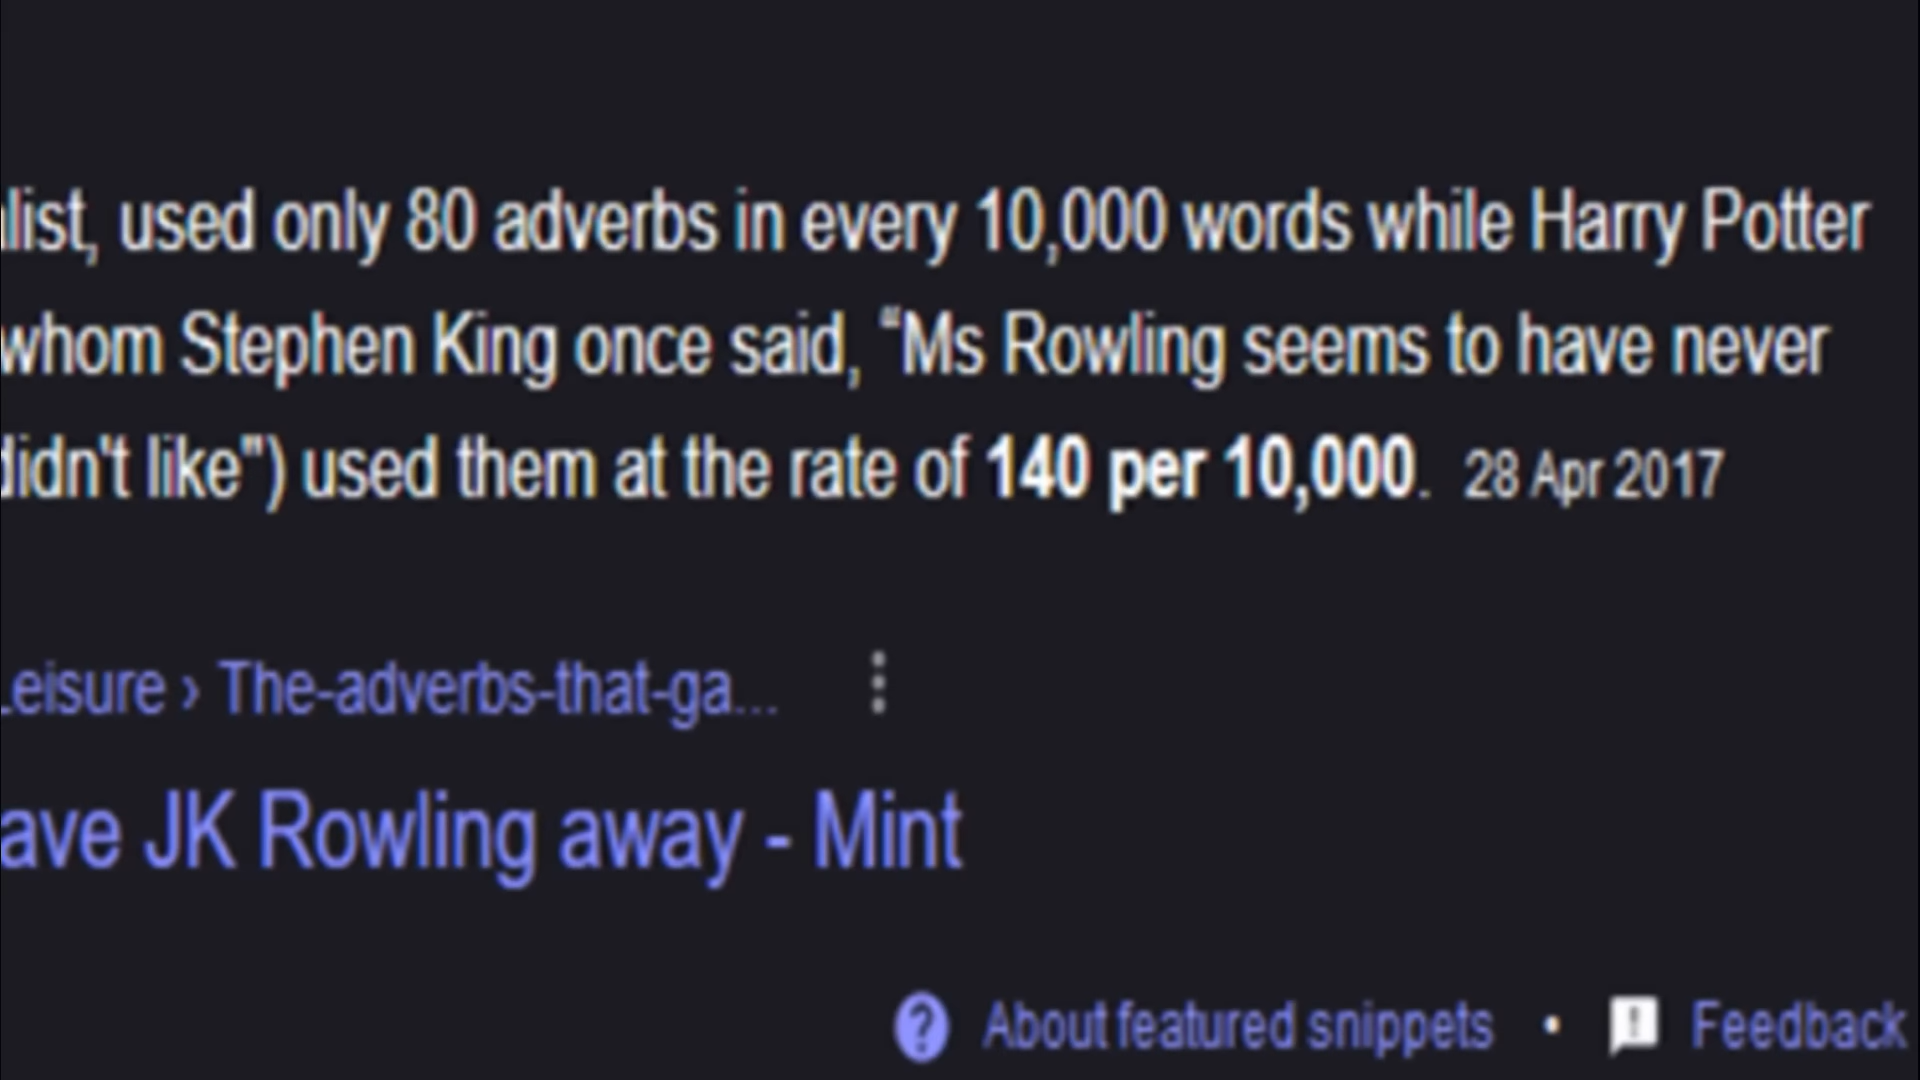 list, used only 80 adverbs in every 10,000 words while Harry Potter
whom Stephen King once said, “Ms Rowling seems to have never
didn't like") used them at the rate of 140 per 10,000. 28 Apr 2017
Leisure › The-adverbs-that-ga...
ave JK Rowling away - Mint
About featured snippets • Feedback